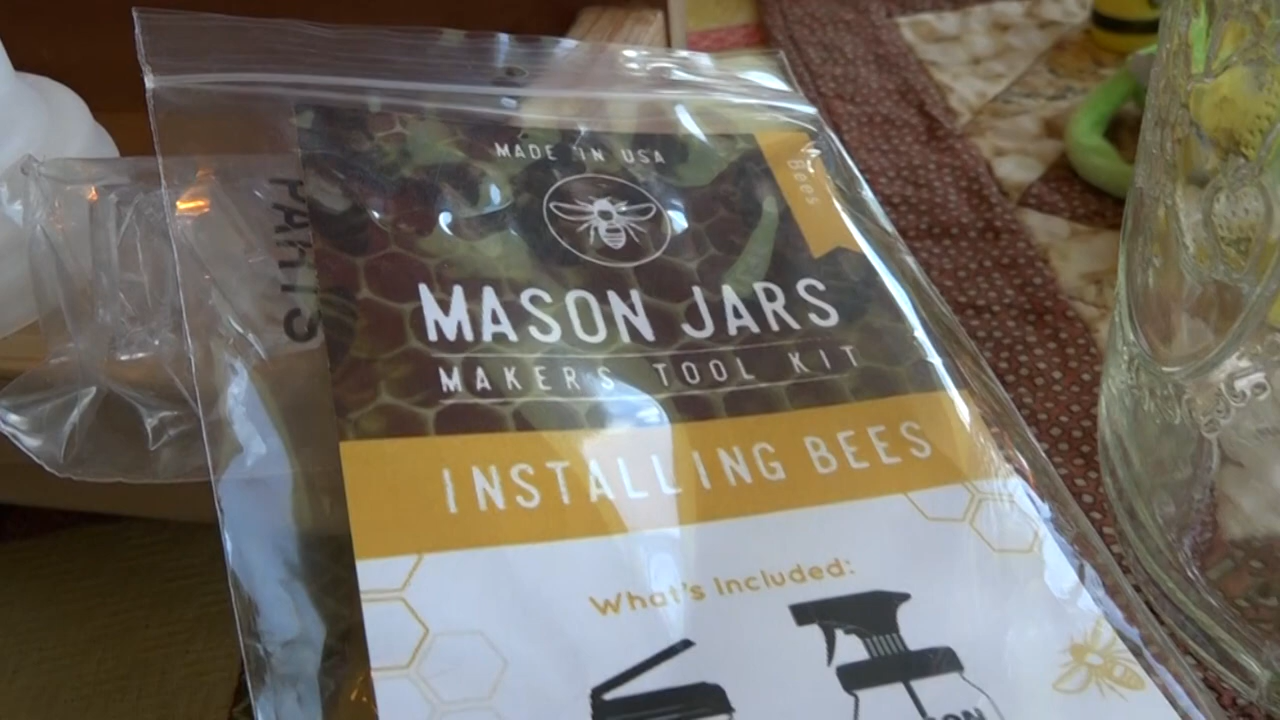 MADE IN USA
Bees
MASON JARS
MAKERS TOOL KIT
INSTALLING BEES
What's Included:
PARTS